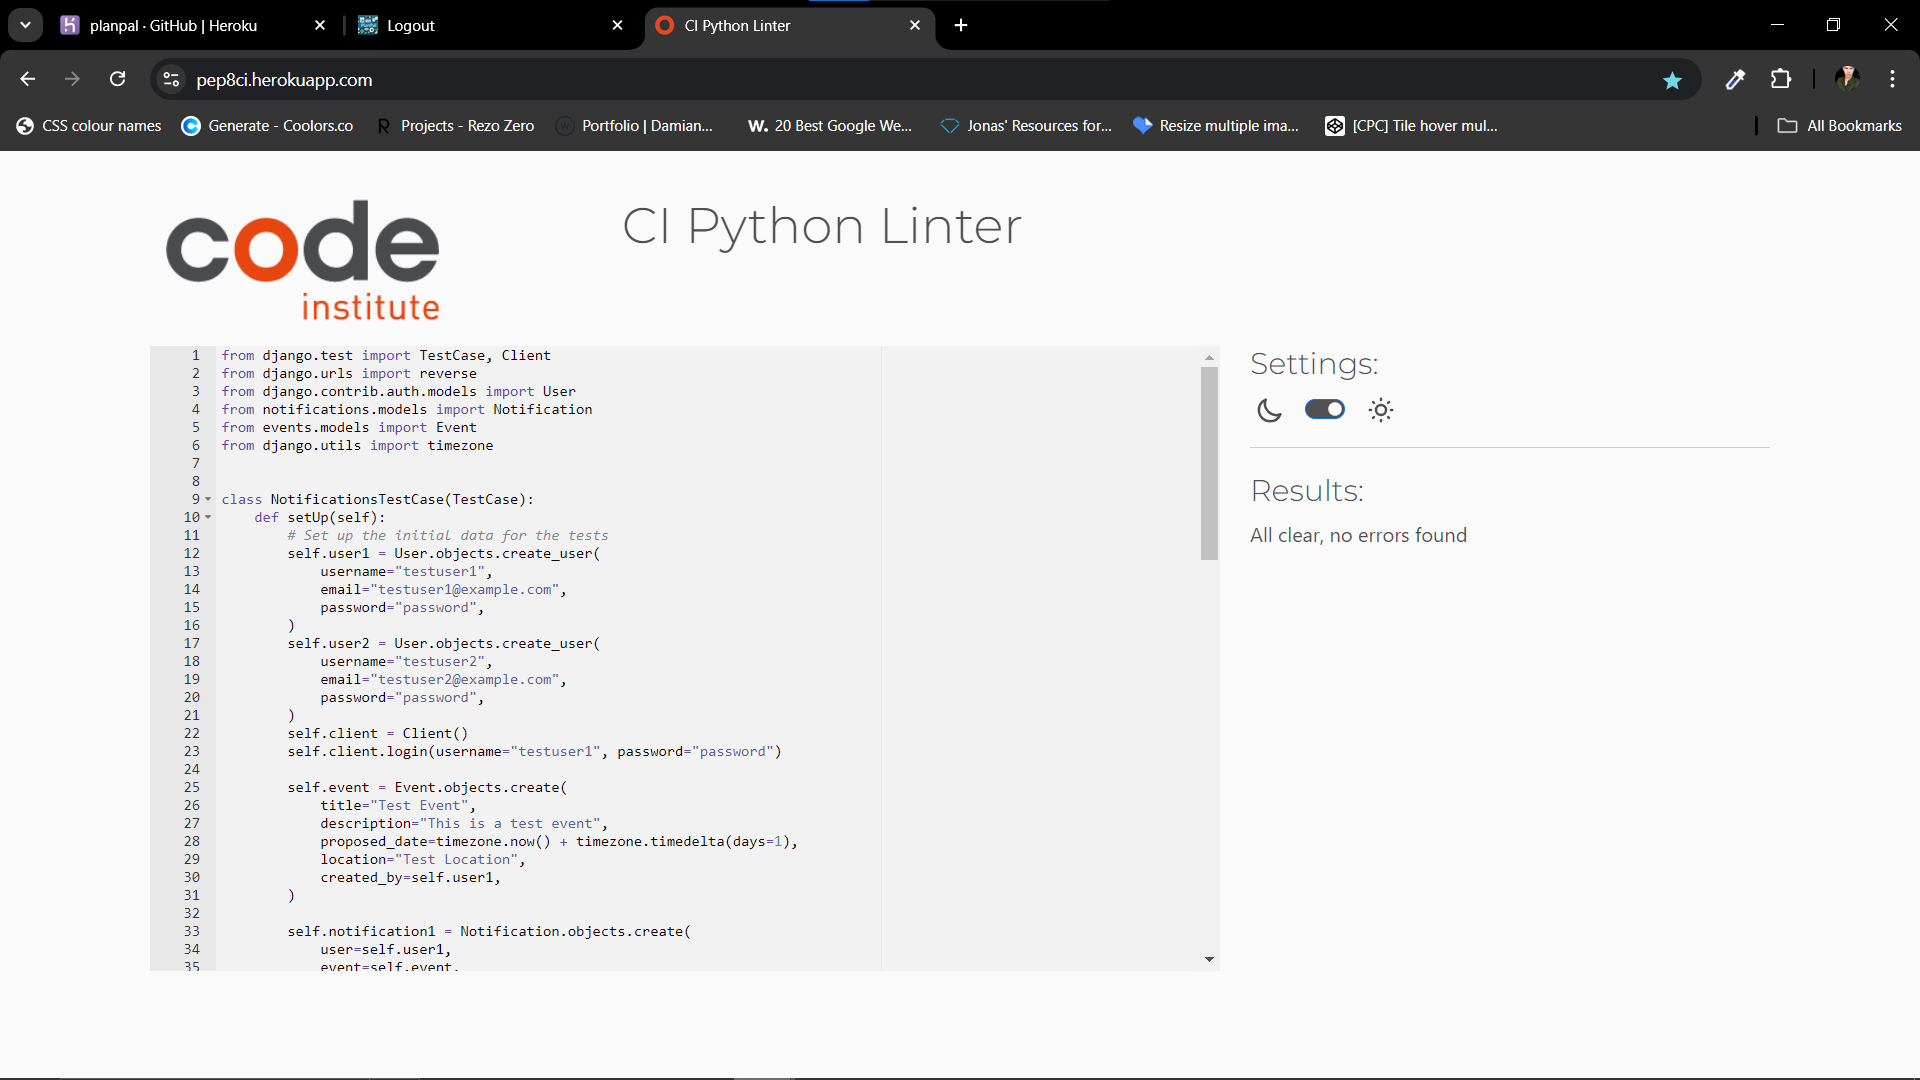 planpal · GitHub | Heroku
Logout
CI Python Linter
pep8ci.herokuapp.com
CSS colour names
Generate - Coolors.co
Projects - Rezo Zero
Portfolio | Damian...
W. 20 Best Google We...
Jonas' Resources for...
Resize multiple ima...
[CPC] Tile hover mul...
All Bookmarks
code
institute
CI Python Linter
1 from django.test import TestCase, Client
2 from django.urls import reverse
3 from django.contrib.auth.models import User
4 from notifications.models import Notification
5 from events.models import Event
6 from django.utils import timezone
7
8
9 class NotificationsTestCase(TestCase):
10     def setUp(self):
11         # Set up the initial data for the tests
12         self.user1 = User.objects.create_user(
13             username="testuser1",
14             email="testuser1@example.com",
15             password="password",
16         )
17         self.user2 = User.objects.create_user(
18             username="testuser2",
19             email="testuser2@example.com",
20             password="password",
21         )
22         self.client = Client()
23         self.client.login(username="testuser1", password="password")
24
25         self.event = Event.objects.create(
26             title="Test Event",
27             description="This is a test event",
28             proposed_date=timezone.now() + timezone.timedelta(days=1),
29             location="Test Location",
30             created_by=self.user1,
31         )
32
33         self.notification1 = Notification.objects.create(
34             user=self.user1,
35             event=self.event,
Settings:
Results:
All clear, no errors found